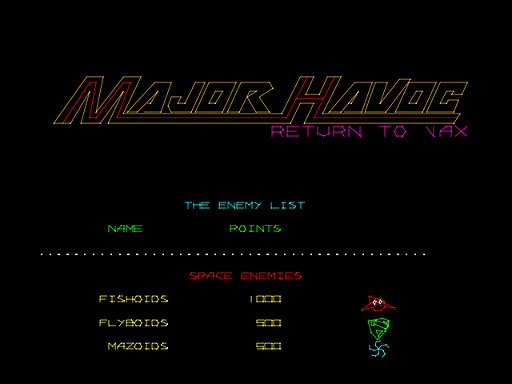 MAJOR HAVOC
RETURN TO VAX
THE ENEMY LIST
NAME POINTS
SPACE ENEMIES
FISHOIDS 1000
FLYBOIDS 500
MAZOIDS 500